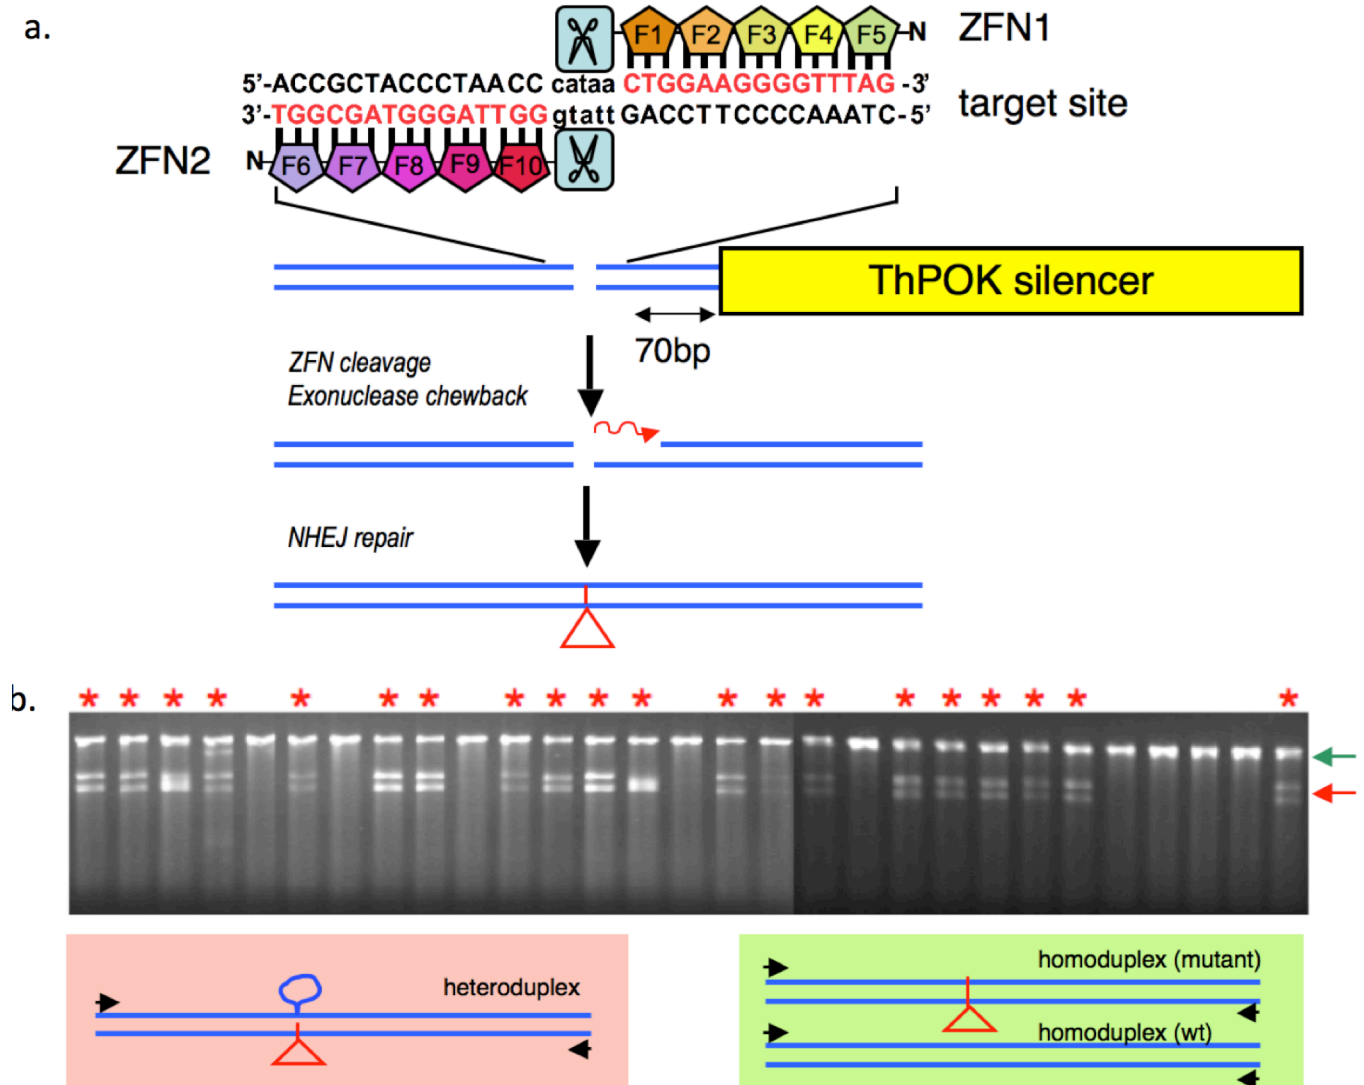 a.
F1 F2 F3 F4 F5 -N ZFN1
5'-ACCGCTACCCTAACC cataa CTGGAAGGGGTTTAG -3'
3'-TGGCGATGGGATTGG gtatt GACCTTCCCCAAATC-5'
target site
ZFN2 N- F6 F7 F8 F9 F10
ThPOK silencer
70bp
ZFN cleavage
Exonuclease chewback
NHEJ repair
b.
* * * * * * * * * * * * * * * * * * * *
heteroduplex
homoduplex (mutant)
homoduplex (wt)